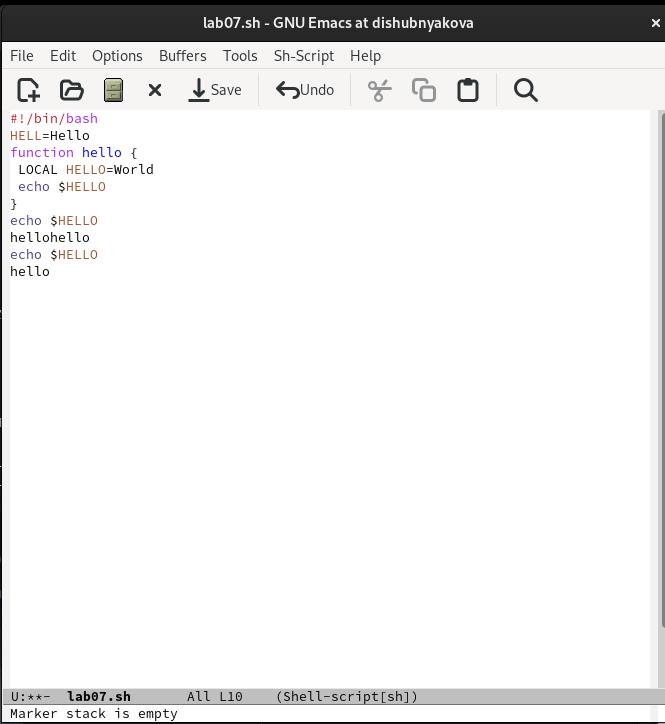 lab07.sh - GNU Emacs at dishubnyakova
File Edit Options Buffers Tools Sh-Script Help
Save Undo
#!/bin/bash
HELL=Hello
function hello {
 LOCAL HELLO=World
 echo $HELLO
}
echo $HELLO
hellohello
echo $HELLO
hello
U:**- lab07.sh All L10 (Shell-script[sh])
Marker stack is empty